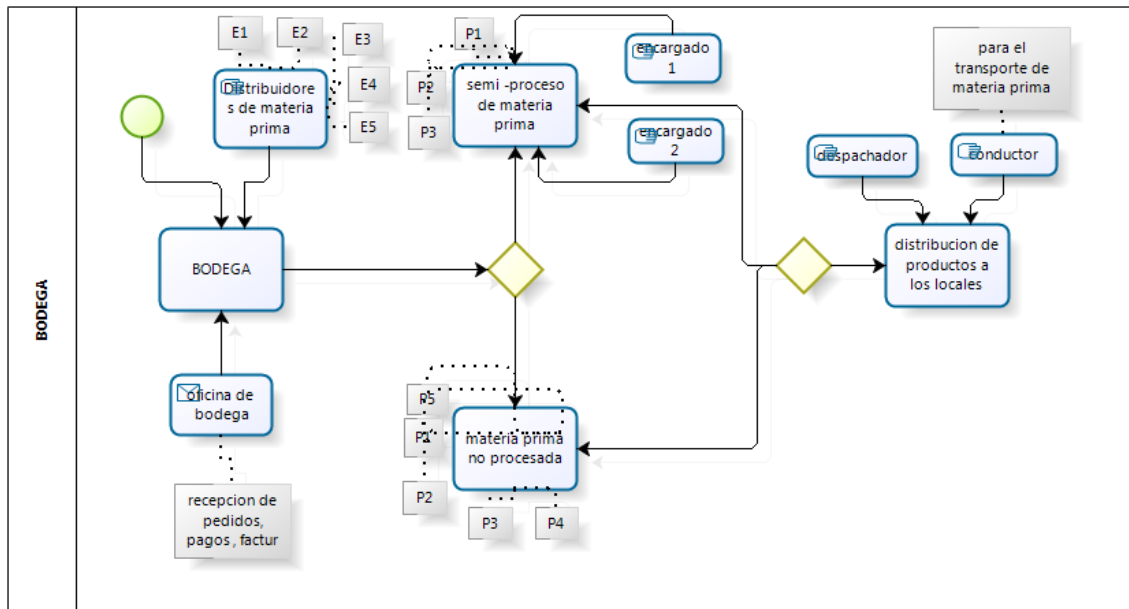 BODEGA
E1
E2
E3
E4
E5
Distribuidore
s de materia
prima
BODEGA
oficina de
bodega
recepcion de
pedidos,
pagos , factur
P1
P2
P3
semi -proceso
de materia
prima
encargado
1
encargado
2
P5
P1
P2
materia prima
no procesada
P3
P4
para el
transporte de
materia prima
despachador
conductor
distribucion de
productos a
los locales